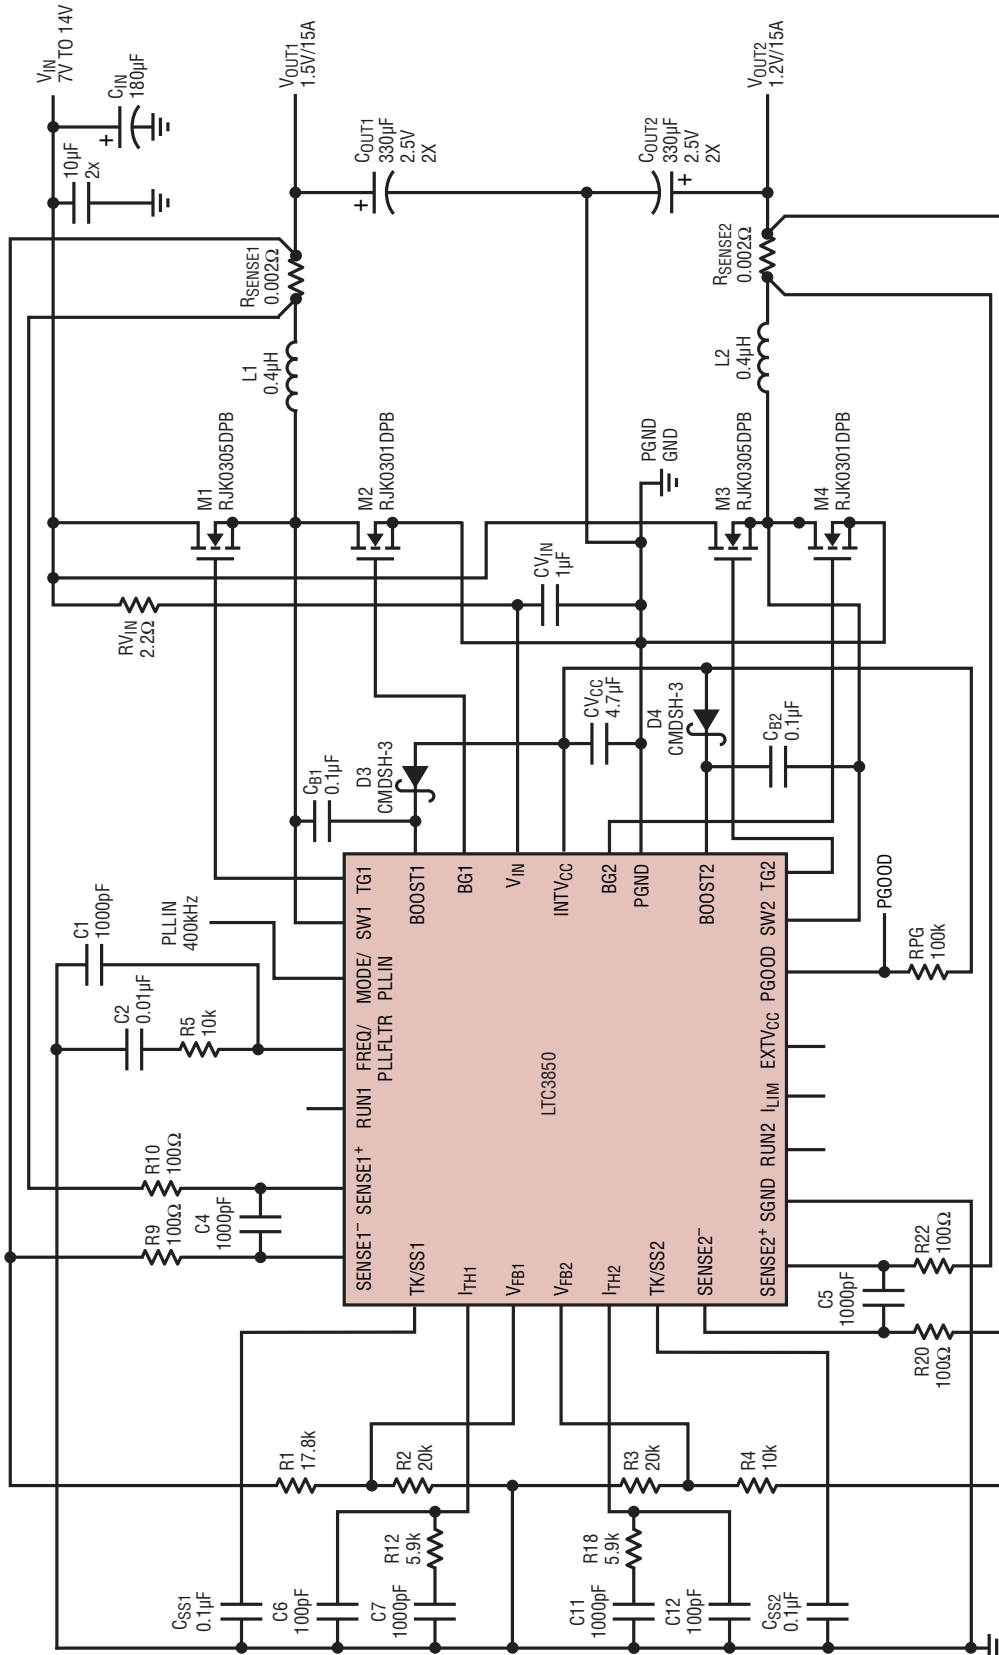 VIN
7V TO 14V
CIN
180µF
+
10µF
2x
VOUT1
1.5V/15A
COUT1
330µF
2.5V
2X
+
COUT2
330µF
2.5V
2X
+
VOUT2
1.2V/15A
RSENSE1
0.002Ω
RSENSE2
0.002Ω
L1
0.4µH
L2
0.4µH
M1
RJK0305DPB
M2
RJK0301DPB
PGND
GND
M3
RJK0305DPB
M4
RJK0301DPB
RVIN
2.2Ω
CVIN
1µF
CB1
0.1µF
D3
CMDSH-3
CVCC
4.7µF
D4
CMDSH-3
CB2
0.1µF
C1
1000pF
PLLIN
400kHz
C2
0.01µF
R5
10k
TG1
SW1
MODE/
PLLIN
FREQ/
PLLFLTR
RUN1
SENSE1+
SENSE1–
BOOST1
BG1
VIN
INTVCC
BG2
PGND
BOOST2
TG2
SW2
PGOOD
EXTVCC
ILIM
RUN2
SGND
SENSE2+
LTC3850
TK/SS1
ITH1
VFB1
VFB2
ITH2
TK/SS2
SENSE2–
PGOOD
RPG
100k
R10
100Ω
R9
100Ω
C4
1000pF
C5
1000pF
R22
100Ω
R20
100Ω
R1
17.8k
R2
20k
R3
20k
R4
10k
R12
5.9k
R18
5.9k
CSS1
0.1µF
C6
100pF
C7
1000pF
C11
1000pF
C12
100pF
CSS2
0.1µF